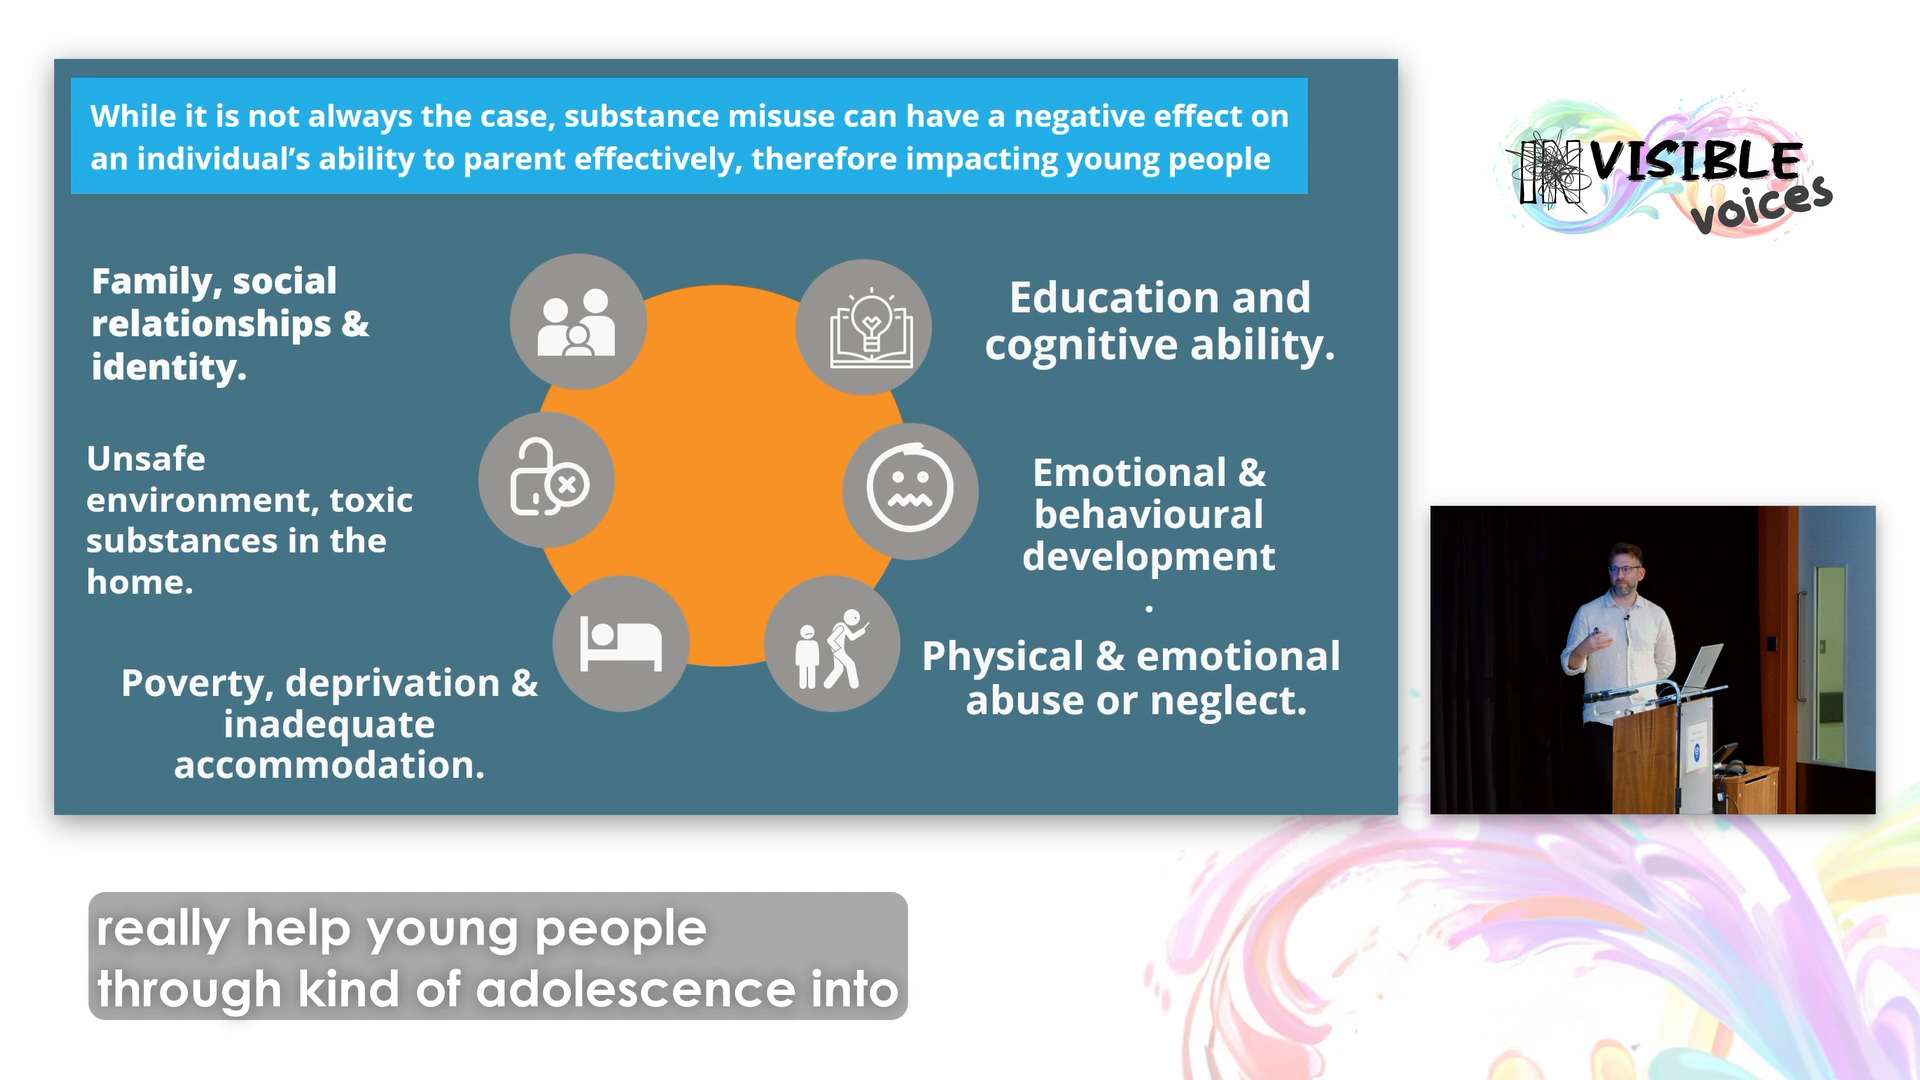 While it is not always the case, substance misuse can have a negative effect on
an individual’s ability to parent effectively, therefore impacting young people
Family, social
relationships &
identity.
Unsafe
environment, toxic
substances in the
home.
Poverty, deprivation &
inadequate
accommodation.
Education and
cognitive ability.
Emotional &
behavioural
development
.
Physical & emotional
abuse or neglect.
INVISIBLE
voices
really help young people
through kind of adolescence into